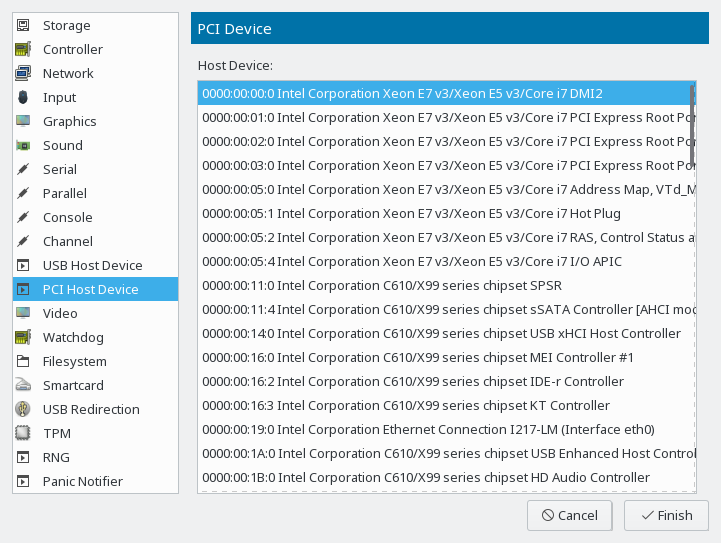 Storage
Controller
Network
Input
Graphics
Sound
Serial
Parallel
Console
Channel
USB Host Device
PCI Host Device
Video
Watchdog
Filesystem
Smartcard
USB Redirection
TPM
RNG
Panic Notifier
PCI Device
Host Device:
0000:00:00:0 Intel Corporation Xeon E7 v3/Xeon E5 v3/Core i7 DMI2
0000:00:01:0 Intel Corporation Xeon E7 v3/Xeon E5 v3/Core i7 PCI Express Root Por
0000:00:02:0 Intel Corporation Xeon E7 v3/Xeon E5 v3/Core i7 PCI Express Root Por
0000:00:03:0 Intel Corporation Xeon E7 v3/Xeon E5 v3/Core i7 PCI Express Root Por
0000:00:05:0 Intel Corporation Xeon E7 v3/Xeon E5 v3/Core i7 Address Map, VTd_M
0000:00:05:1 Intel Corporation Xeon E7 v3/Xeon E5 v3/Core i7 Hot Plug
0000:00:05:2 Intel Corporation Xeon E7 v3/Xeon E5 v3/Core i7 RAS, Control Status a
0000:00:05:4 Intel Corporation Xeon E7 v3/Xeon E5 v3/Core i7 I/O APIC
0000:00:11:0 Intel Corporation C610/X99 series chipset SPSR
0000:00:11:4 Intel Corporation C610/X99 series chipset sSATA Controller [AHCI mod
0000:00:14:0 Intel Corporation C610/X99 series chipset USB xHCI Host Controller
0000:00:16:0 Intel Corporation C610/X99 series chipset MEI Controller #1
0000:00:16:2 Intel Corporation C610/X99 series chipset IDE-r Controller
0000:00:16:3 Intel Corporation C610/X99 series chipset KT Controller
0000:00:19:0 Intel Corporation Ethernet Connection I217-LM (Interface eth0)
0000:00:1A:0 Intel Corporation C610/X99 series chipset USB Enhanced Host Control
0000:00:1B:0 Intel Corporation C610/X99 series chipset HD Audio Controller
Cancel
Finish